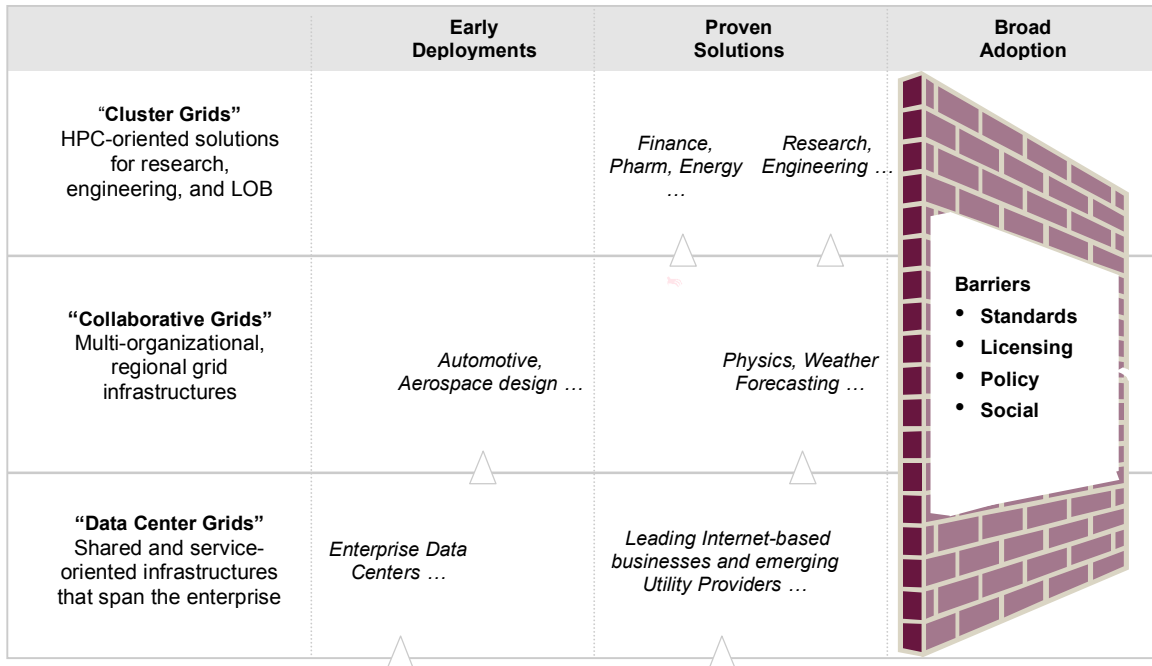 Early
Deployments
Proven
Solutions
Broad
Adoption
“Cluster Grids”
HPC-oriented solutions
for research,
engineering, and LOB
Finance,
Pharm, Energy
…
Research,
Engineering …
“Collaborative Grids”
Multi-organizational,
regional grid
infrastructures
Automotive,
Aerospace design …
Physics, Weather
Forecasting …
Barriers
• Standards
• Licensing
• Policy
• Social
“Data Center Grids”
Shared and service-
oriented infrastructures
that span the enterprise
Enterprise Data
Centers …
Leading Internet-based
businesses and emerging
Utility Providers …